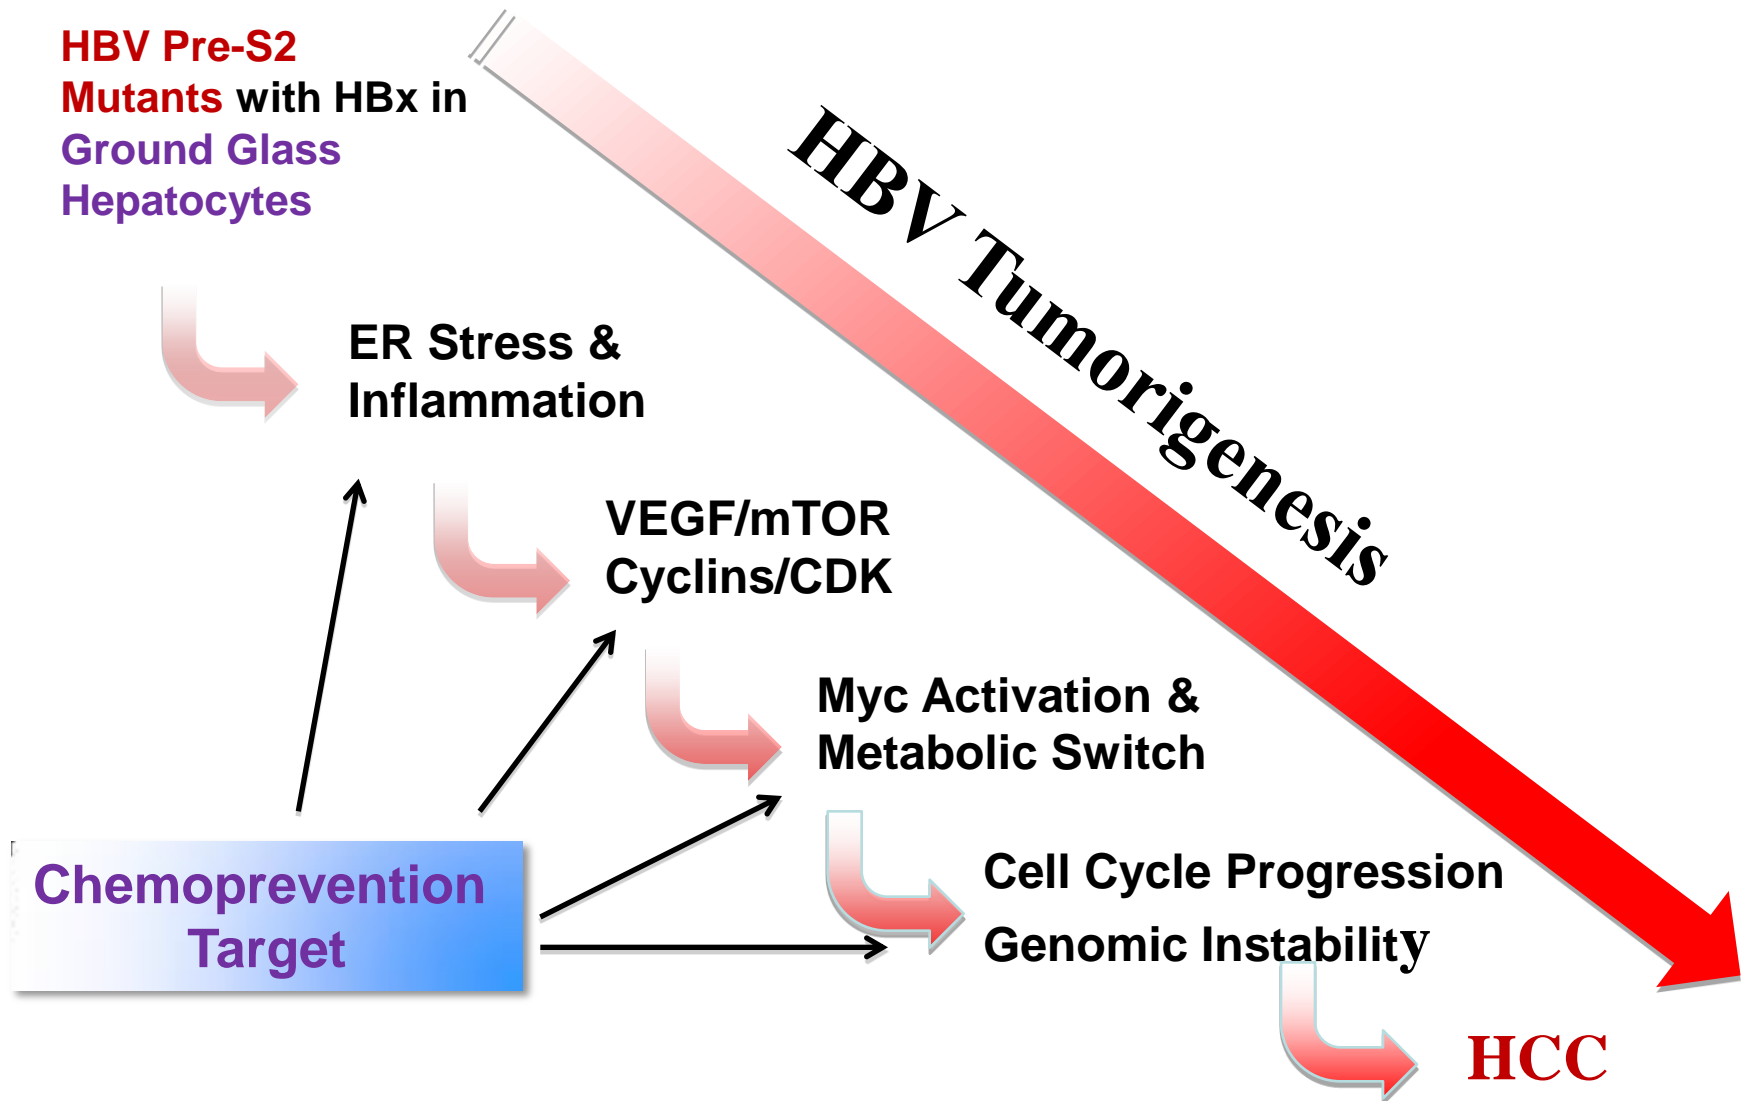 HBV Pre-S2
Mutants with HBx in
Ground Glass
Hepatocytes
HBV Tumorigenesis
ER Stress &
Inflammation
VEGF/mTOR
Cyclins/CDK
Myc Activation &
Metabolic Switch
Chemoprevention
Target
Cell Cycle Progression
Genomic Instability
HCC